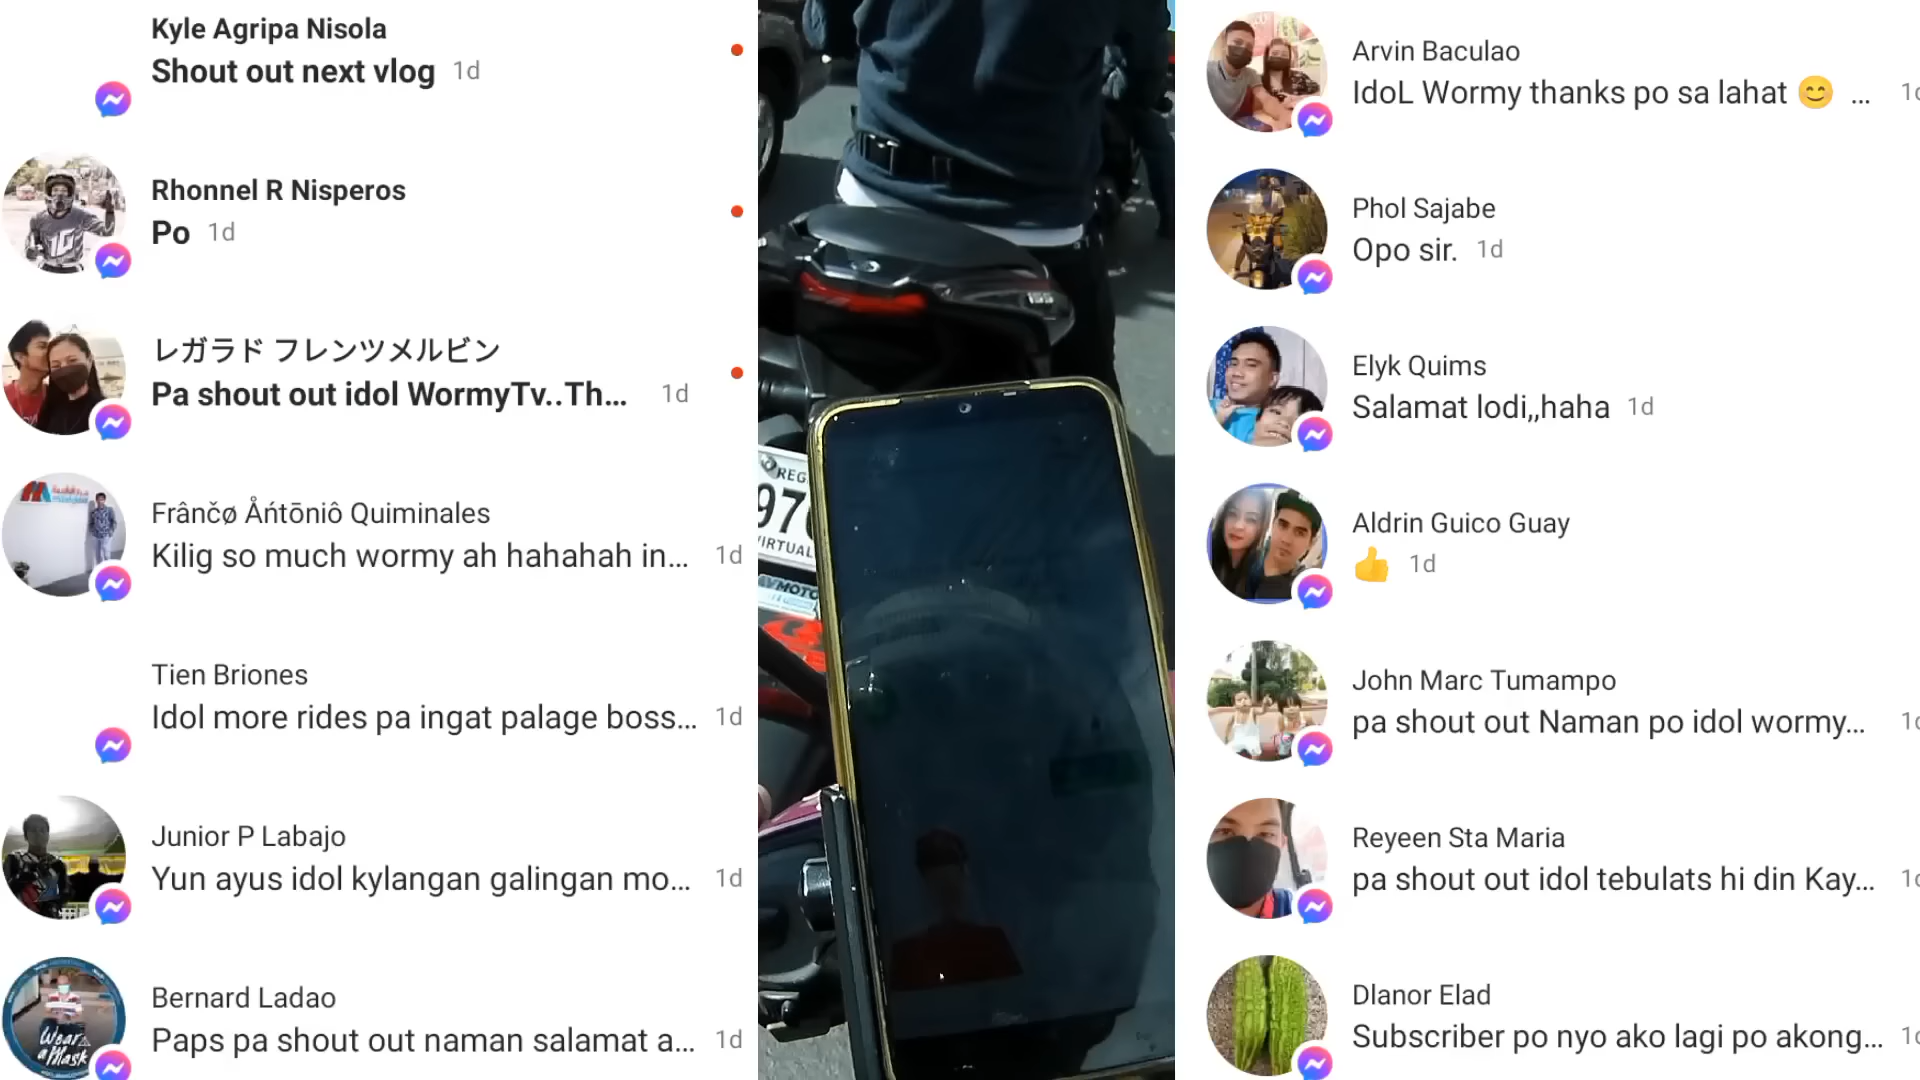 Kyle Agripa Nisola
Shout out next vlog 1d
Rhonnel R Nisperos
Po 1d
レガラド フレンツメルビン
Pa shout out idol WormyTv..Th... 1d
Frânčø Åńtōniô Quiminales
Kilig so much wormy ah hahahah in... 1d
Tien Briones
Idol more rides pa ingat palage boss... 1d
Junior P Labajo
Yun ayus idol kylangan galingan mo... 1d
Bernard Ladao
Paps pa shout out naman salamat a... 1d
Wear
a Mask
REG
970
VIRTUAL
Arvin Baculao
IdoL Wormy thanks po sa lahat 😊 ...
Phol Sajabe
Opo sir. 1d
Elyk Quims
Salamat lodi,,haha 1d
Aldrin Guico Guay
👍 1d
John Marc Tumampo
pa shout out Naman po idol wormy...
Reyeen Sta Maria
pa shout out idol tebulats hi din Kay...
Dlanor Elad
Subscriber po nyo ako lagi po akong...